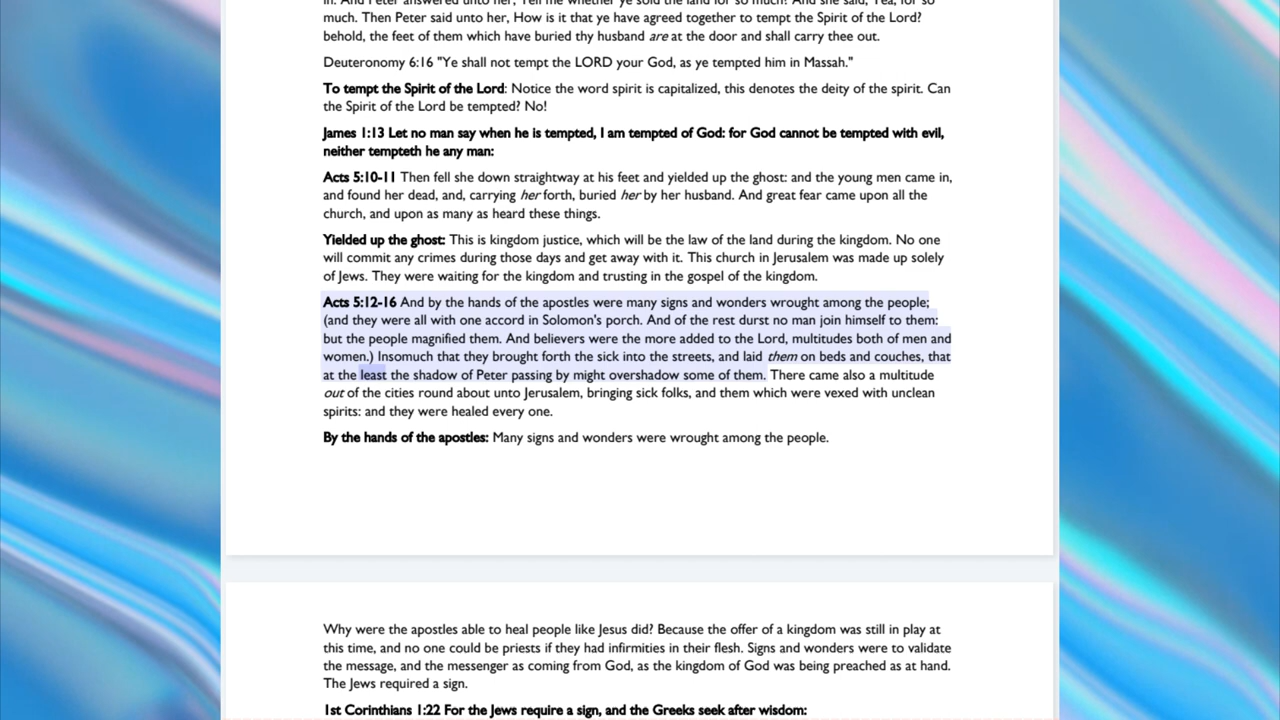 in. And Peter answered unto her, Tell me whether ye sold the land for so much? And she said, Yea, for so
much. Then Peter said unto her, How is it that ye have agreed together to tempt the Spirit of the Lord?
behold, the feet of them which have buried thy husband are at the door and shall carry thee out.
Deuteronomy 6:16 "Ye shall not tempt the LORD your God, as ye tempted him in Massah."
To tempt the Spirit of the Lord: Notice the word spirit is capitalized, this denotes the deity of the spirit. Can
the Spirit of the Lord be tempted? No!
James 1:13 Let no man say when he is tempted, I am tempted of God: for God cannot be tempted with evil,
neither tempteth he any man:
Acts 5:10-11 Then fell she down straightway at his feet and yielded up the ghost: and the young men came in,
and found her dead, and, carrying her forth, buried her by her husband. And great fear came upon all the
church, and upon as many as heard these things.
Yielded up the ghost: This is kingdom justice, which will be the law of the land during the kingdom. No one
will commit any crimes during those days and get away with it. This church in Jerusalem was made up solely
of Jews. They were waiting for the kingdom and trusting in the gospel of the kingdom.
Acts 5:12-16 And by the hands of the apostles were many signs and wonders wrought among the people;
(and they were all with one accord in Solomon's porch. And of the rest durst no man join himself to them:
but the people magnified them. And believers were the more added to the Lord, multitudes both of men and
women.) Insomuch that they brought forth the sick into the streets, and laid them on beds and couches, that
at the least the shadow of Peter passing by might overshadow some of them. There came also a multitude
out of the cities round about unto Jerusalem, bringing sick folks, and them which were vexed with unclean
spirits: and they were healed every one.
By the hands of the apostles: Many signs and wonders were wrought among the people.
Why were the apostles able to heal people like Jesus did? Because the offer of a kingdom was still in play at
this time, and no one could be priests if they had infirmities in their flesh. Signs and wonders were to validate
the message, and the messenger as coming from God, as the kingdom of God was being preached as at hand.
The Jews required a sign.
1st Corinthians 1:22 For the Jews require a sign, and the Greeks seek after wisdom: